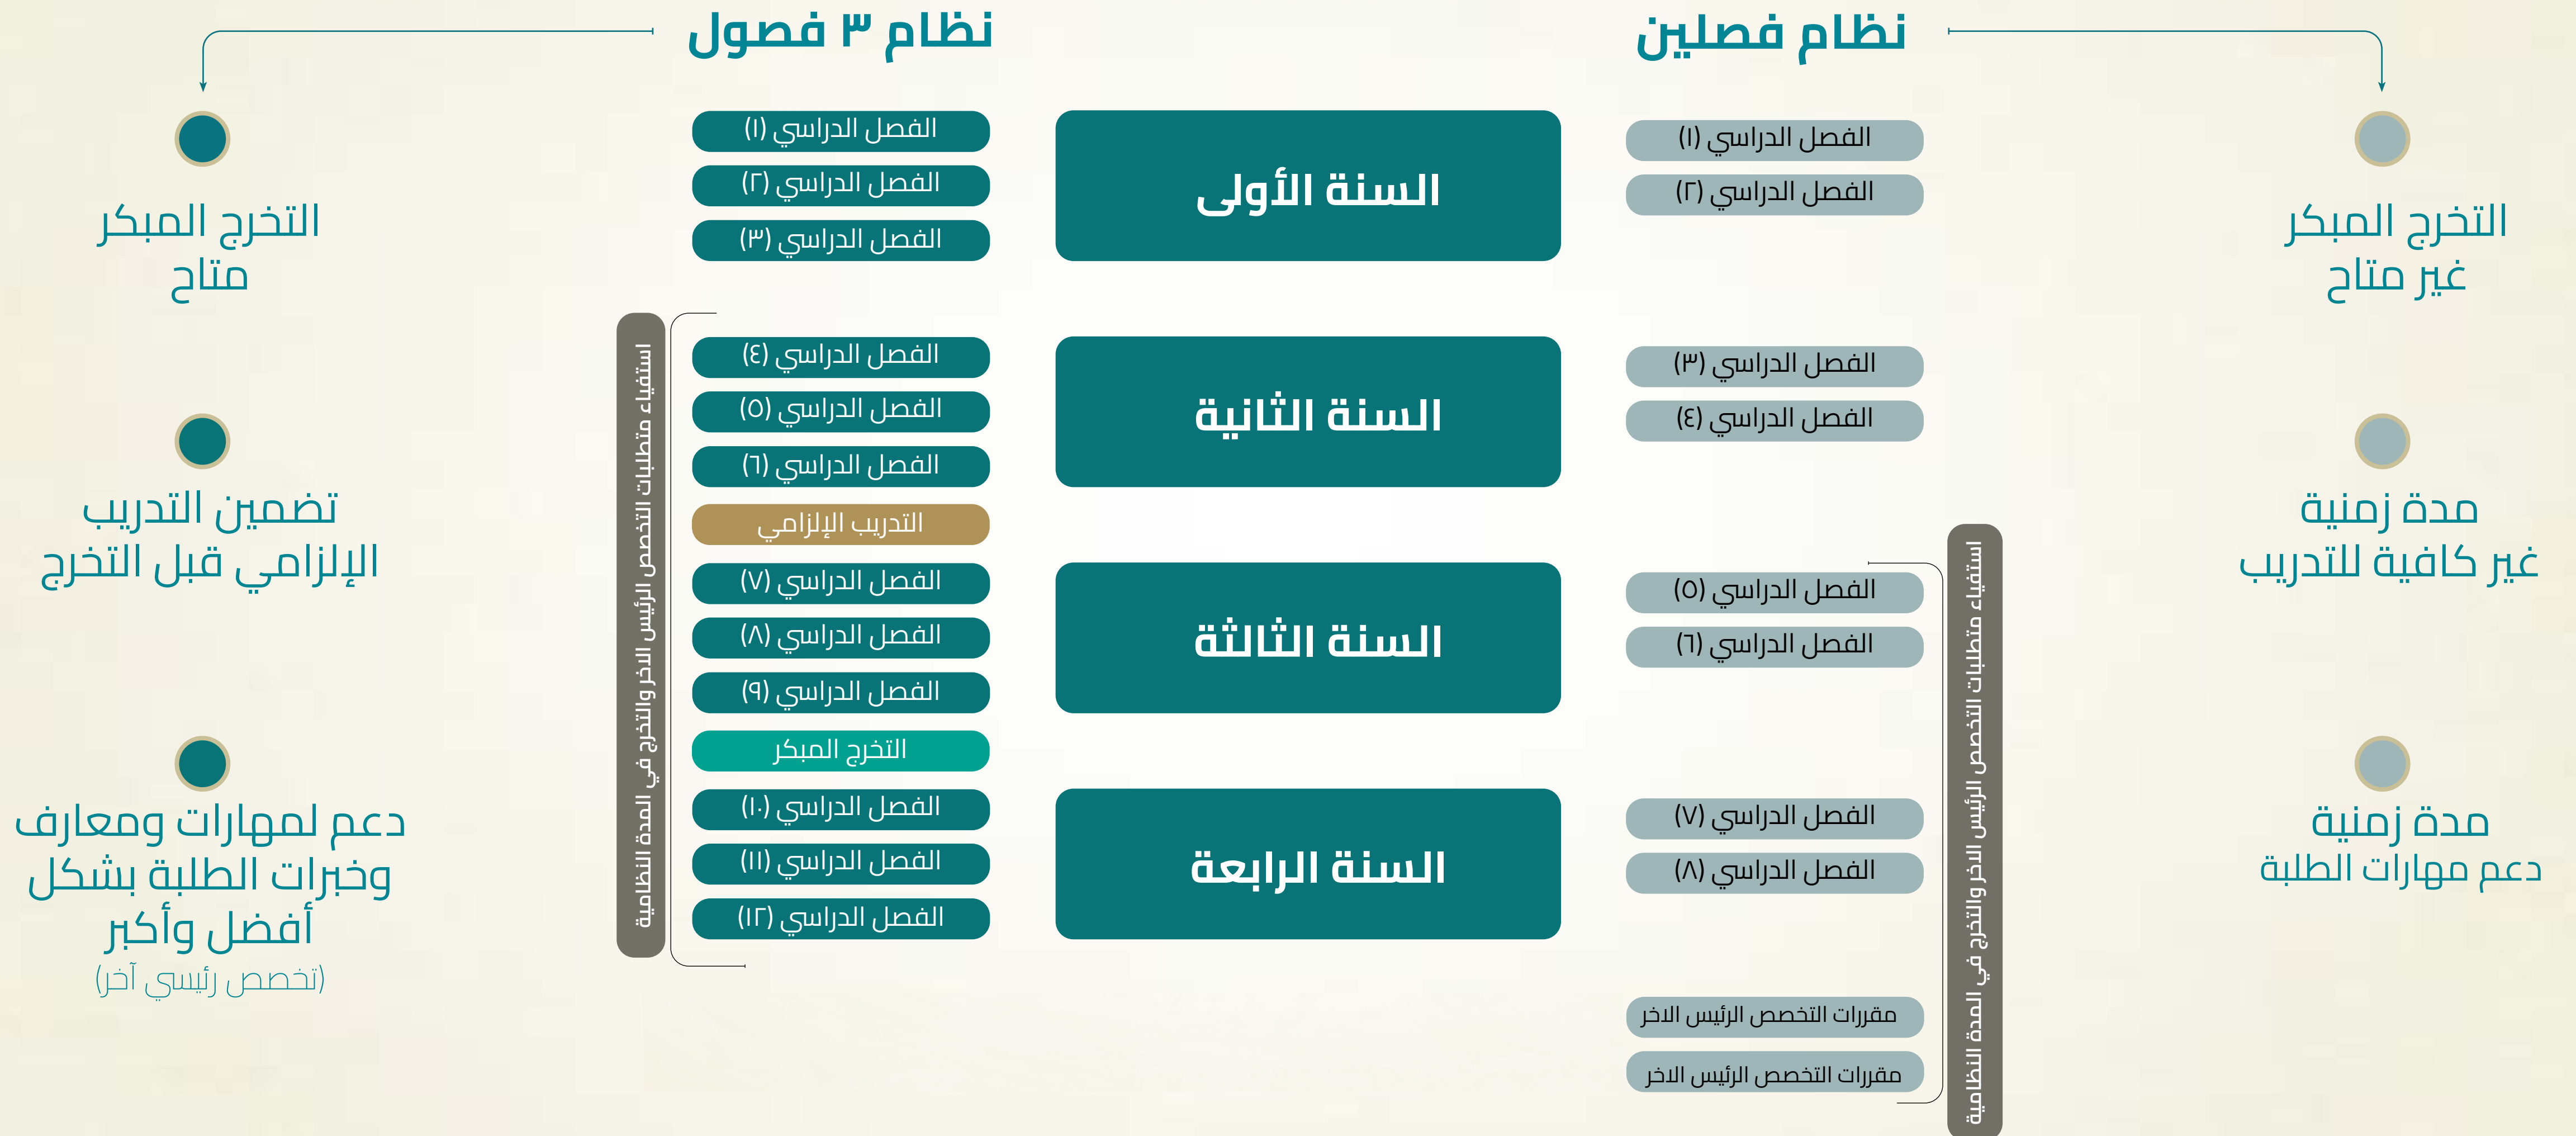 نظام فصلين
نظام ٣ فصول
التخرج المبكر
غير متاح
مدة زمنية
غير كافية للتدريب
مدة زمنية
دعم مهارات الطلبة
استفياء متطلبات التخصص الرئيس الاخر والتخرج في المدة النظامية
الفصل الدراسي (١)
الفصل الدراسي (٢)
الفصل الدراسي (٣)
الفصل الدراسي (٤)
الفصل الدراسي (٥)
الفصل الدراسي (٦)
الفصل الدراسي (٧)
الفصل الدراسي (٨)
مقررات التخصص الرئيس الاخر
مقررات التخصص الرئيس الاخر
السنة الأولى
السنة الثانية
السنة الثالثة
السنة الرابعة
الفصل الدراسي (١)
الفصل الدراسي (٢)
الفصل الدراسي (٣)
الفصل الدراسي (٤)
الفصل الدراسي (٥)
الفصل الدراسي (٦)
التدريب الإلزامي
الفصل الدراسي (٧)
الفصل الدراسي (٨)
الفصل الدراسي (٩)
التخرج المبكر
الفصل الدراسي (١٠)
الفصل الدراسي (١١)
الفصل الدراسي (١٢)
استفياء متطلبات التخصص الرئيس الاخر والتخرج في المدة النظامية
التخرج المبكر
متاح
تضمين التدريب
الإلزامي قبل التخرج
دعم لمهارات ومعارف
وخبرات الطلبة بشكل
أفضل وأكبر
(تخصص رئيسي آخر)